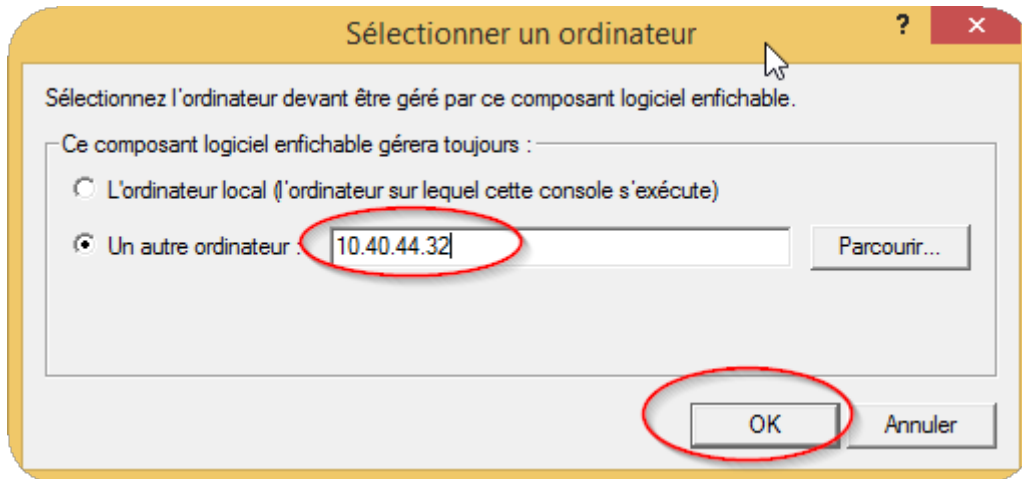 Sélectionner un ordinateur
?
Sélectionnez l'ordinateur devant être géré par ce composant logiciel enfichable.
Ce composant logiciel enfichable gérera toujours :
L'ordinateur local (l'ordinateur sur lequel cette console s'exécute)
Un autre ordinateur : 10.40.44.32 Parcourir...
OK Annuler